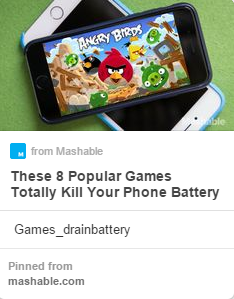 ANGRY BIRDS
from Mashable
These 8 Popular Games
Totally Kill Your Phone Battery
Games_drainbattery
Pinned from
mashable.com